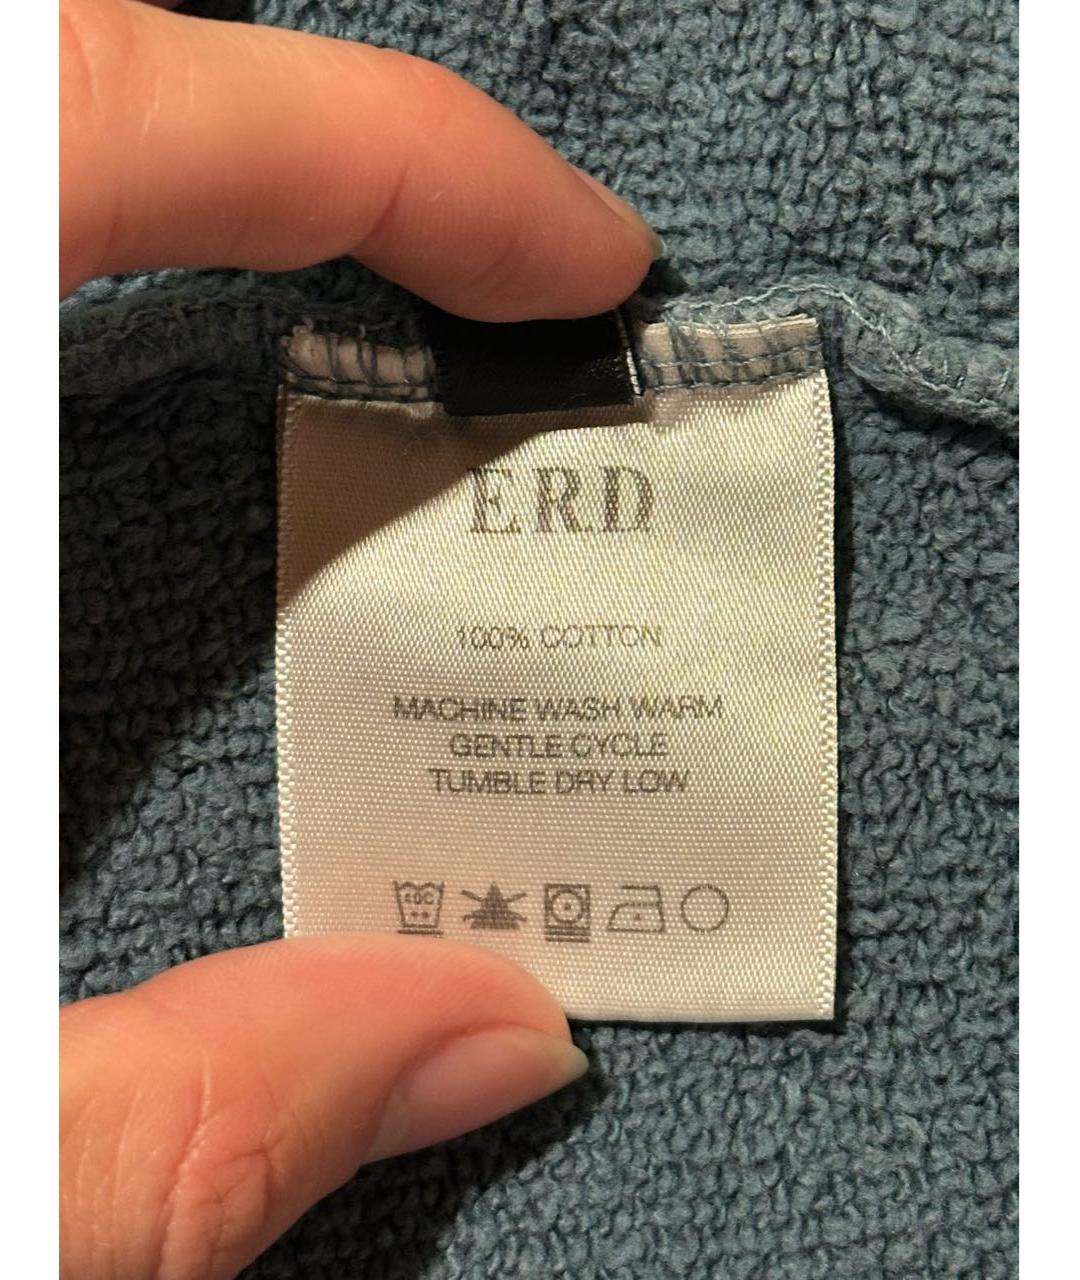 ERD
100% COTTON
MACHINE WASH WARM
GENTLE CYCLE
TUMBLE DRY LOW